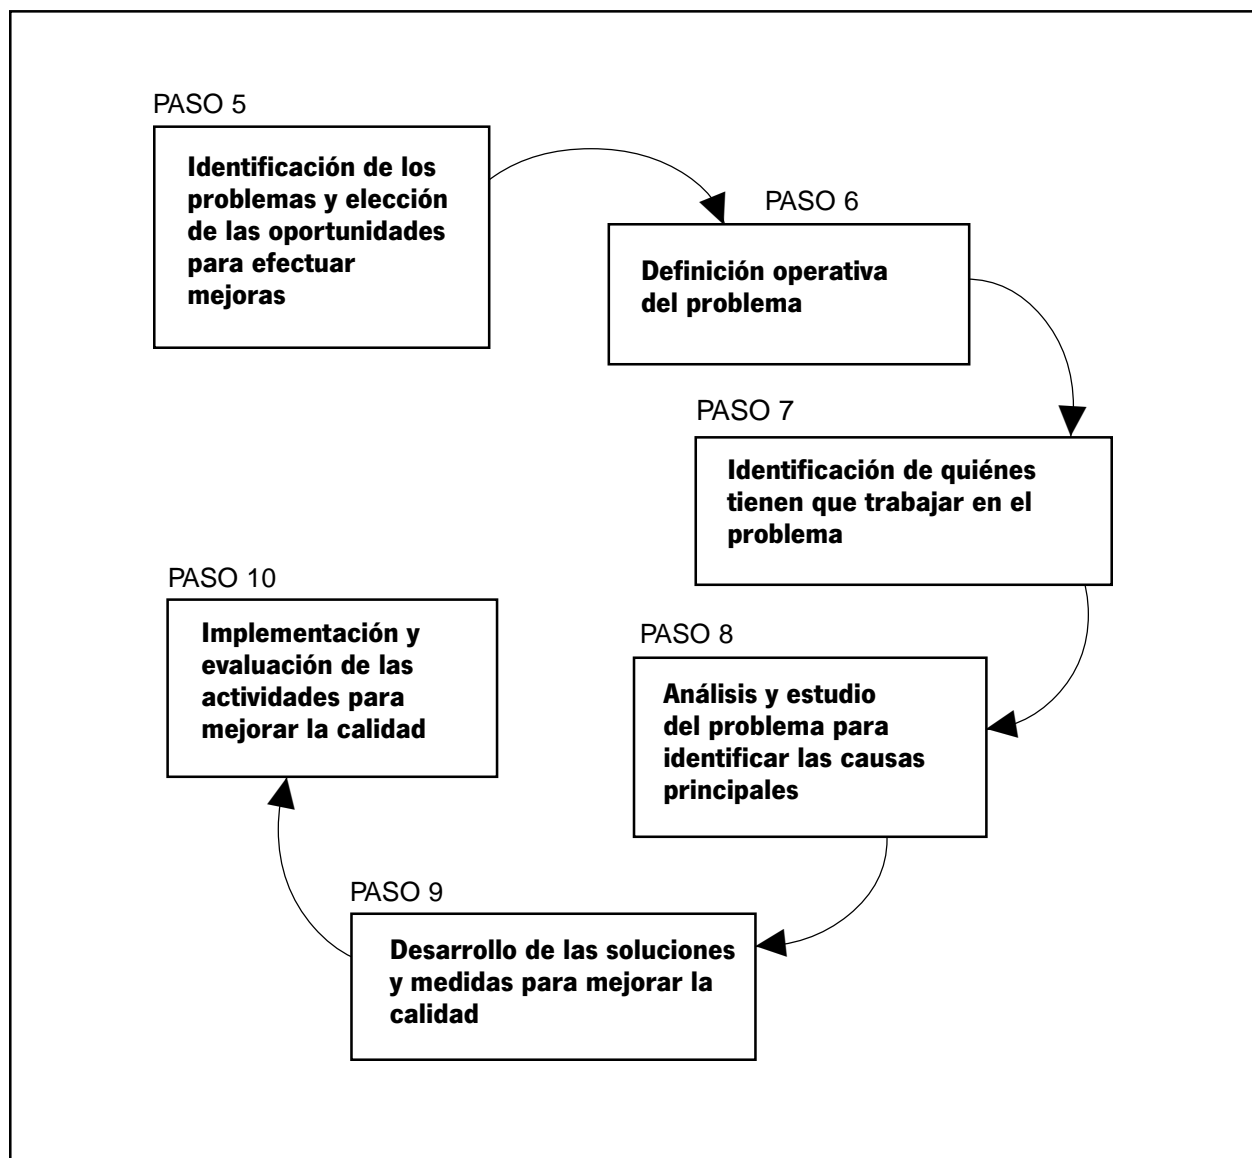 PASO 5
Identificación de los
problemas y elección
de las oportunidades
para efectuar
mejoras
PASO 6
Definición operativa
del problema
PASO 7
Identificación de quiénes
tienen que trabajar en el
problema
PASO 8
Análisis y estudio
del problema para
identificar las causas
principales
PASO 9
Desarrollo de las soluciones
y medidas para mejorar la
calidad
PASO 10
Implementación y
evaluación de las
actividades para
mejorar la calidad